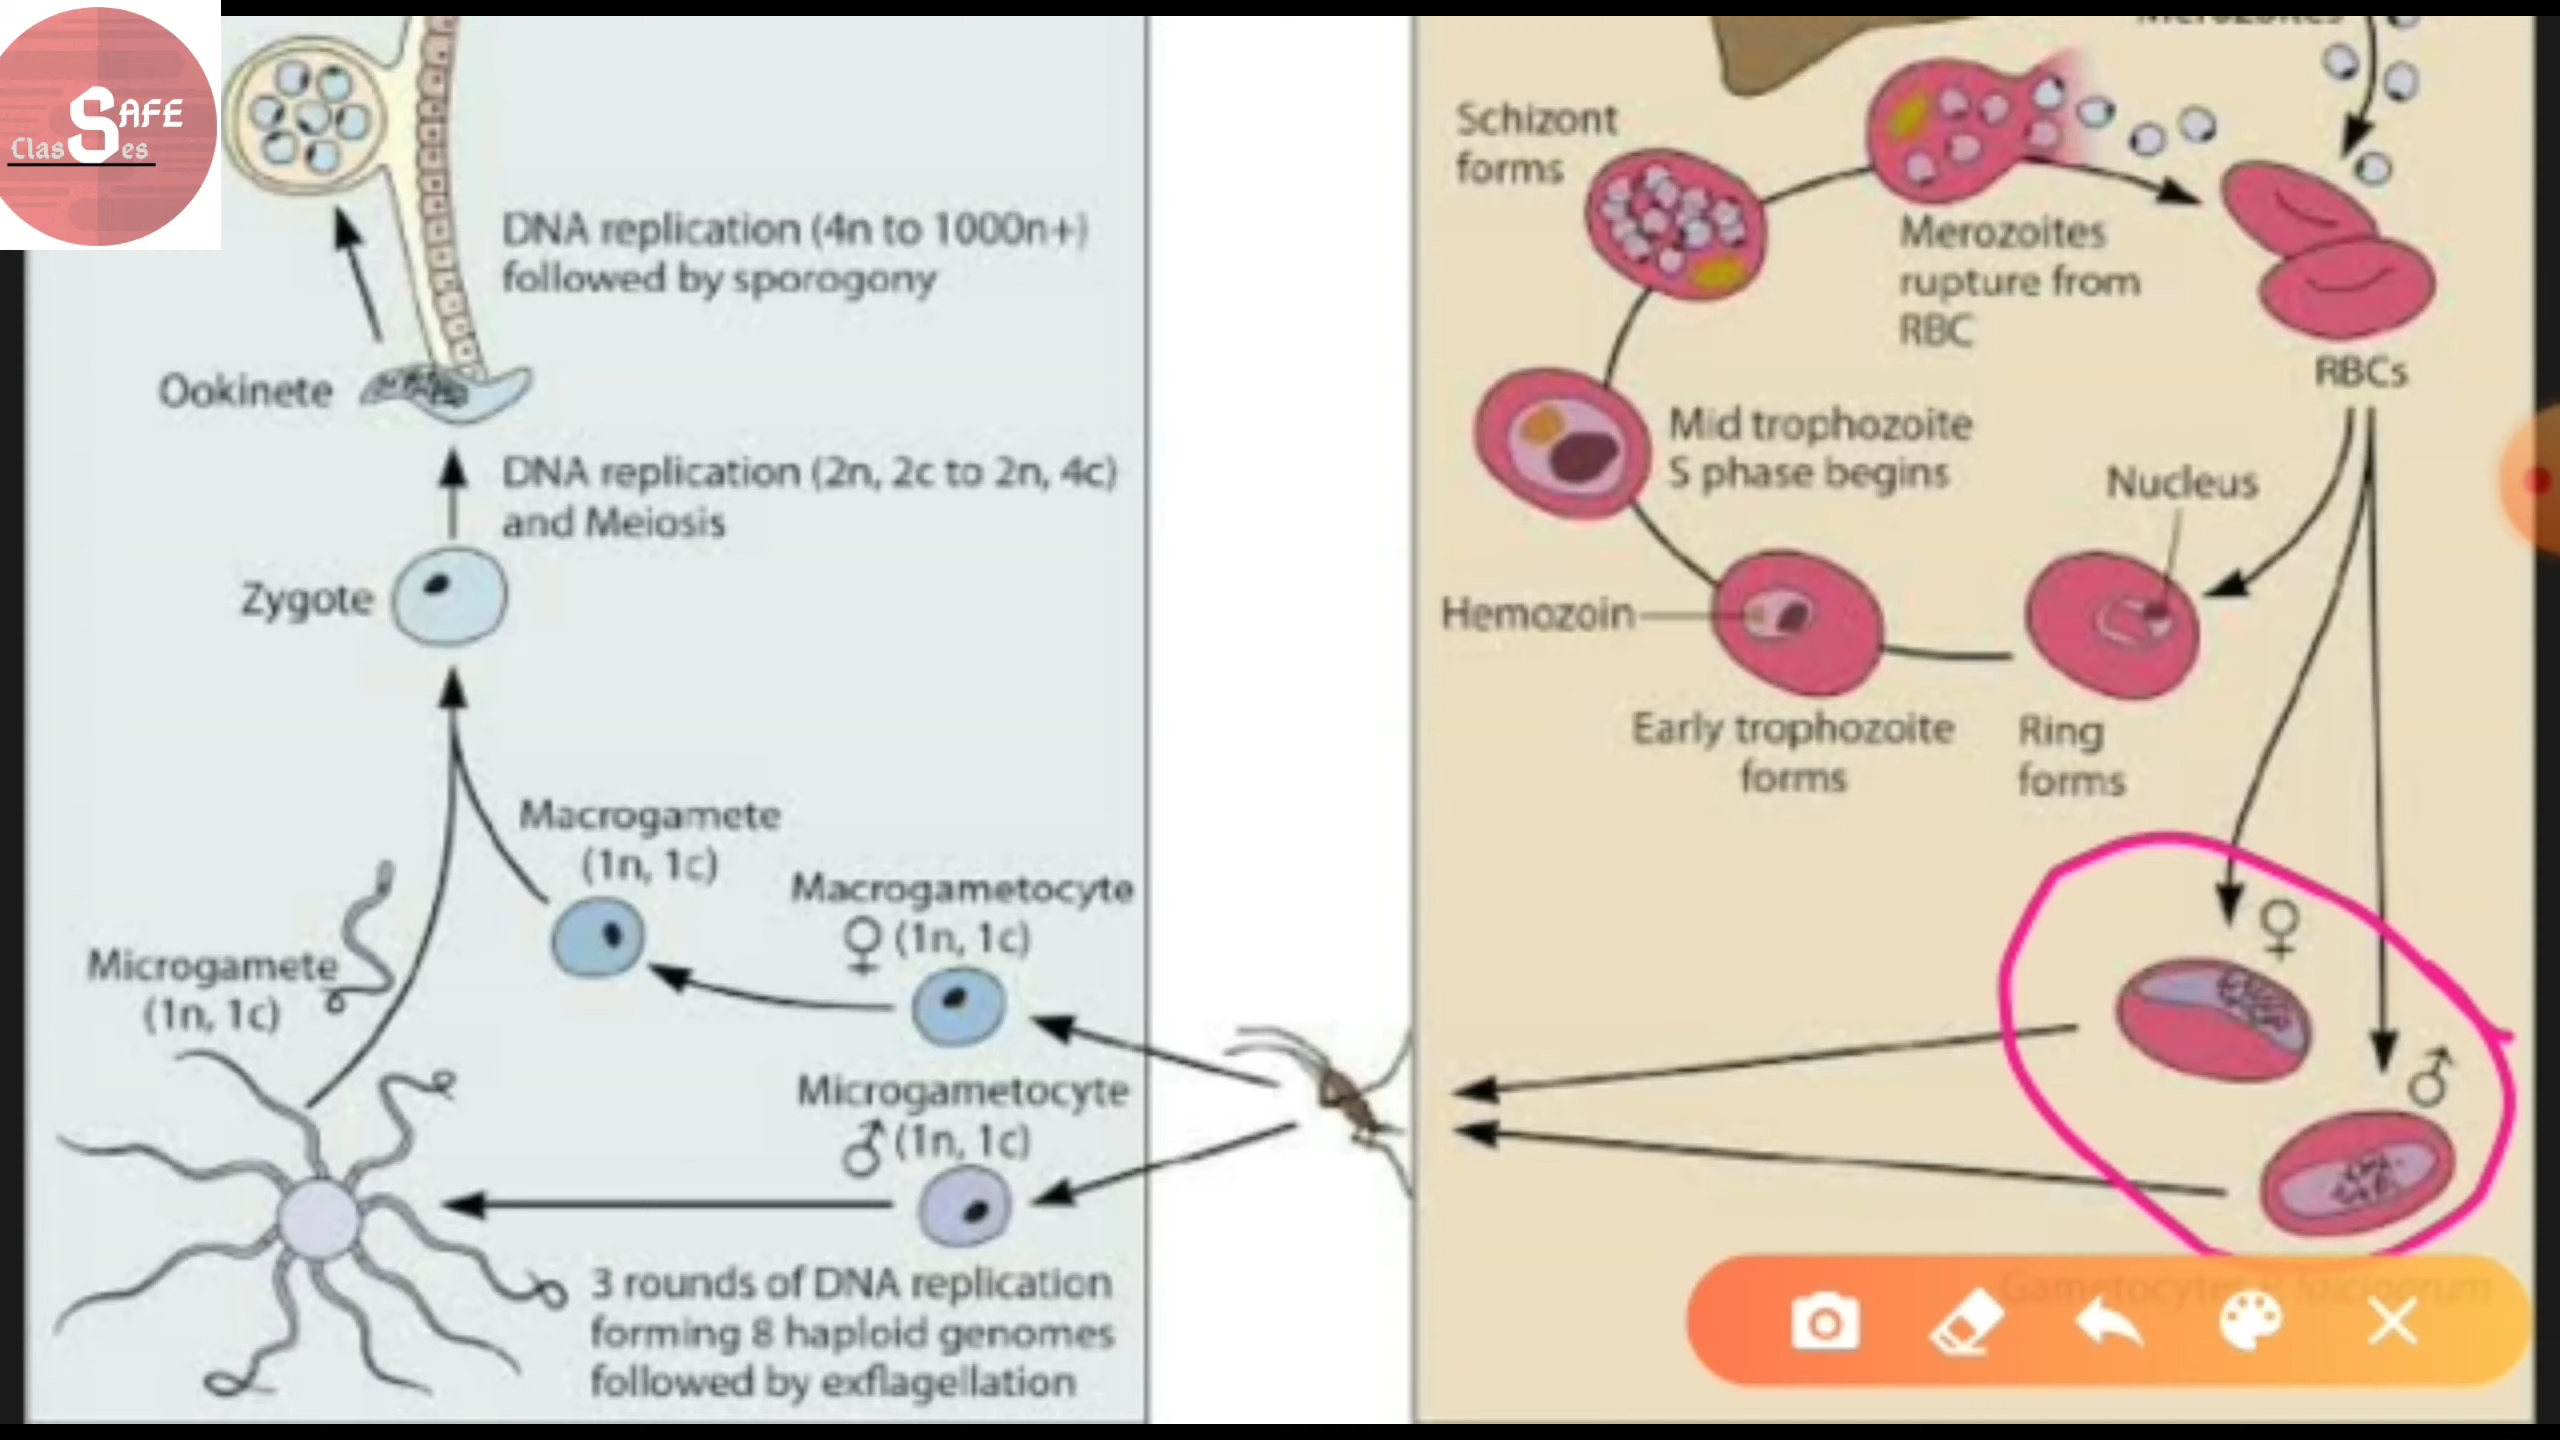 SAFE
Classes
DNA replication (4n to 1000n+)
followed by sporogony
Ookinete
DNA replication (2n, 2c to 2n, 4c)
and Meiosis
Zygote
Macrogamete
(1n, 1c)
Macrogametocyte
♀ (1n, 1c)
Microgamete
(1n, 1c)
Microgametocyte
♂ (1n, 1c)
3 rounds of DNA replication
forming 8 haploid genomes
followed by exflagellation
Merozoites
Schizont
forms
Merozoites
rupture from
RBC
RBCs
Mid trophozoite
S phase begins
Nucleus
Hemozoin
Early trophozoite
forms
Ring
forms
♀
♂
Gametocytes P. falciparum